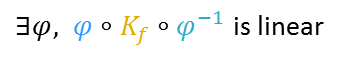 ∃φ, φ ∘ K_f ∘ φ⁻¹ is linear